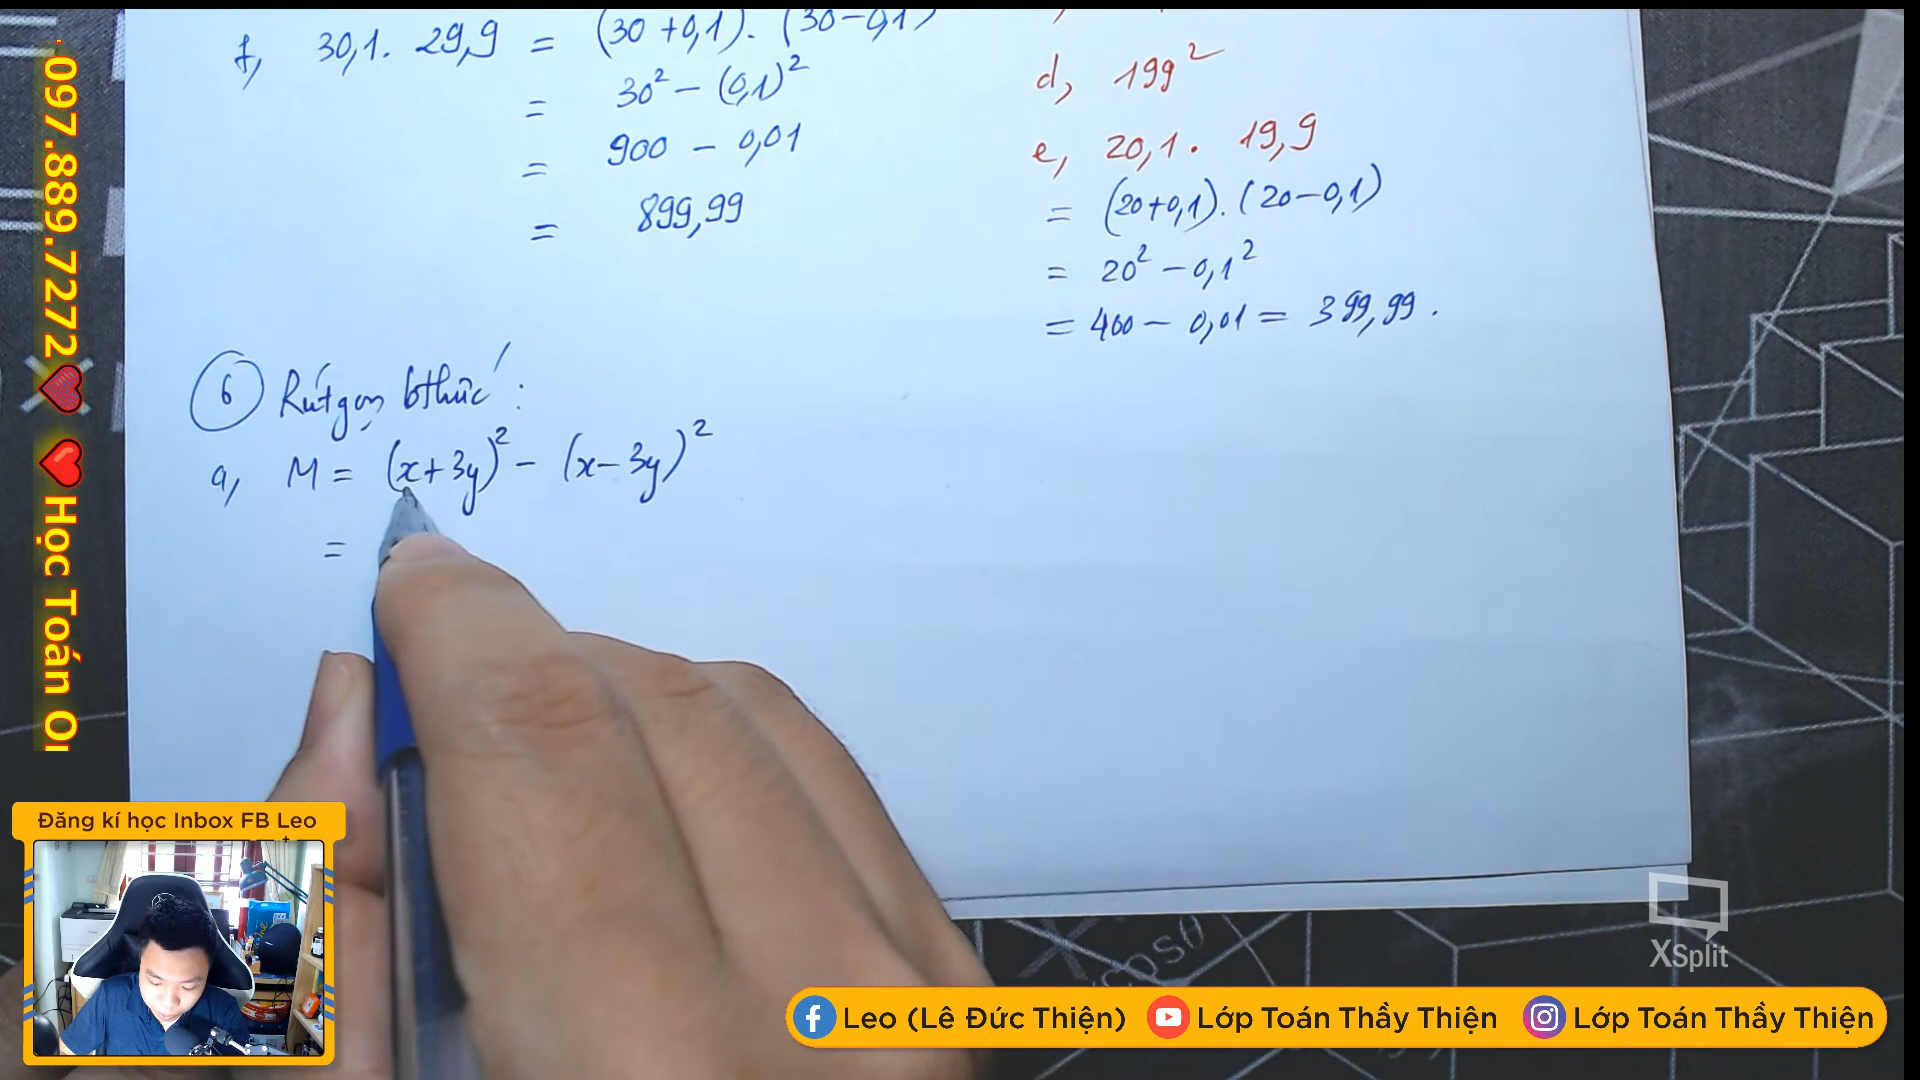 f, 30,1. 29,9 = (30+0,1). (30-0,1)
= 30² - (0,1)²
= 900 - 0,01
= 899,99
d, 199²
e, 20,1. 19,9
= (20+0,1).(20-0,1)
= 20² - 0,1²
= 400 - 0,01 = 399,99.
6 Rút gọn bthức:
a, M = (x+3y)² - (x-3y)²
=
.097.889.7272 Học Toán On
Đăng kí học Inbox FB Leo
cosθ
XSplit
Leo (Lê Đức Thiện) Lớp Toán Thầy Thiện Lớp Toán Thầy Thiện